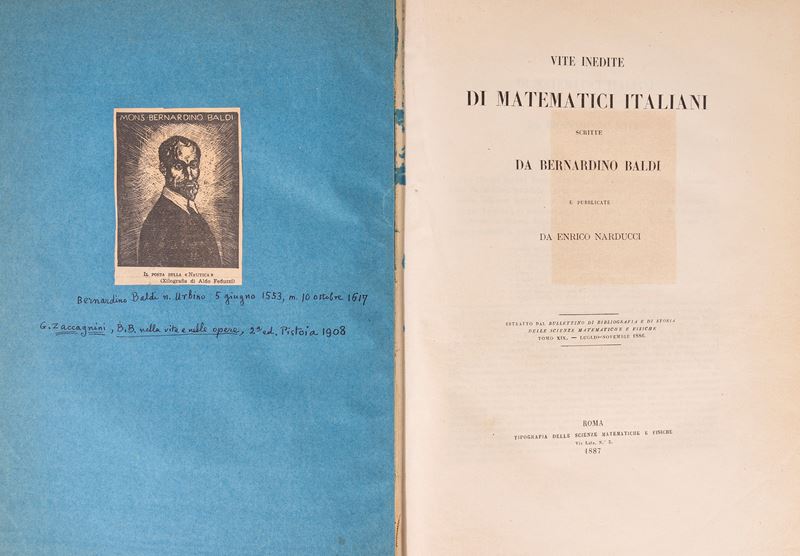 MONS·BERNARDINO BALDI
IL POETA DELLA «NAUTICA»
(Xilografia di Aldo Feduzzi)
Bernardino Baldi n. Urbino 5 giugno 1553, m. 10 ottobre 1617
G. Zaccagnini, B.B. nella vita e nelle opere, 2ª ed. Pistoia 1908
VITE INEDITE
DI MATEMATICI ITALIANI
SCRITTE
DA BERNARDINO BALDI
E PUBBLICATE
DA ENRICO NARDUCCI
ESTRATTO DAL BULLETTINO DI BIBLIOGRAFIA E DI STORIA
DELLE SCIENZE MATEMATICHE E FISICHE
TOMO XIX. — LUGLIO-NOVEMBRE 1886.
ROMA
TIPOGRAFIA DELLE SCIENZE MATEMATICHE E FISICHE
Via Lata, N.° 3.
1887